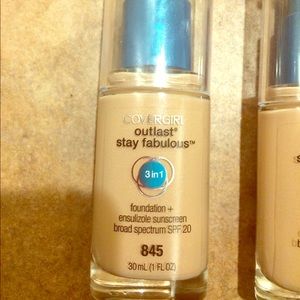 COVERGIRL
outlast®
stay fabulous™
3 in 1
foundation +
ensulizole sunscreen
broad spectrum SPF 20
845
30 mL (1 FL OZ)